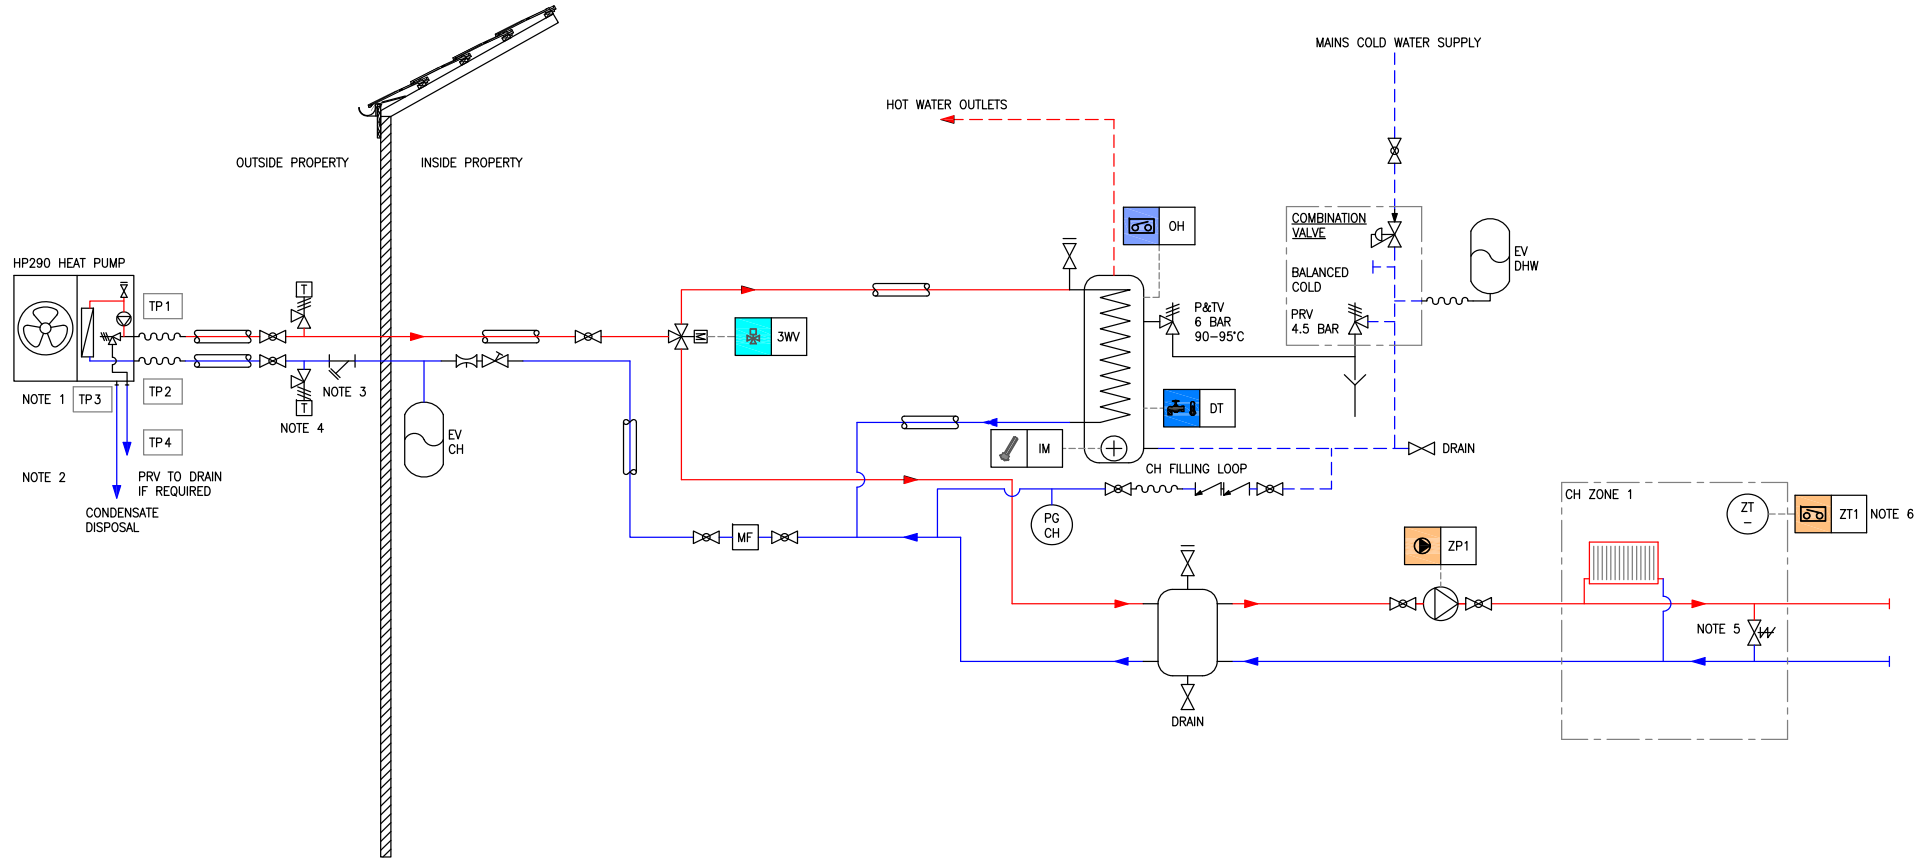 MAINS COLD WATER SUPPLY
HOT WATER OUTLETS
OUTSIDE PROPERTY
INSIDE PROPERTY
COMBINATION
VALVE
OH
EV
DHW
HP290 HEAT PUMP
BALANCED
COLD
TP1
T
P&TV
6 BAR
90-95°C
PRV
4.5 BAR
M
3WV
TP2
NOTE 3
NOTE 1
TP3
T
NOTE 4
DT
TP4
EV
CH
IM
DRAIN
NOTE 2
PRV TO DRAIN
IF REQUIRED
CH FILLING LOOP
CONDENSATE
DISPOSAL
CH ZONE 1
ZT
–
ZT1
NOTE 6
PG
CH
MF
ZP1
NOTE 5
DRAIN